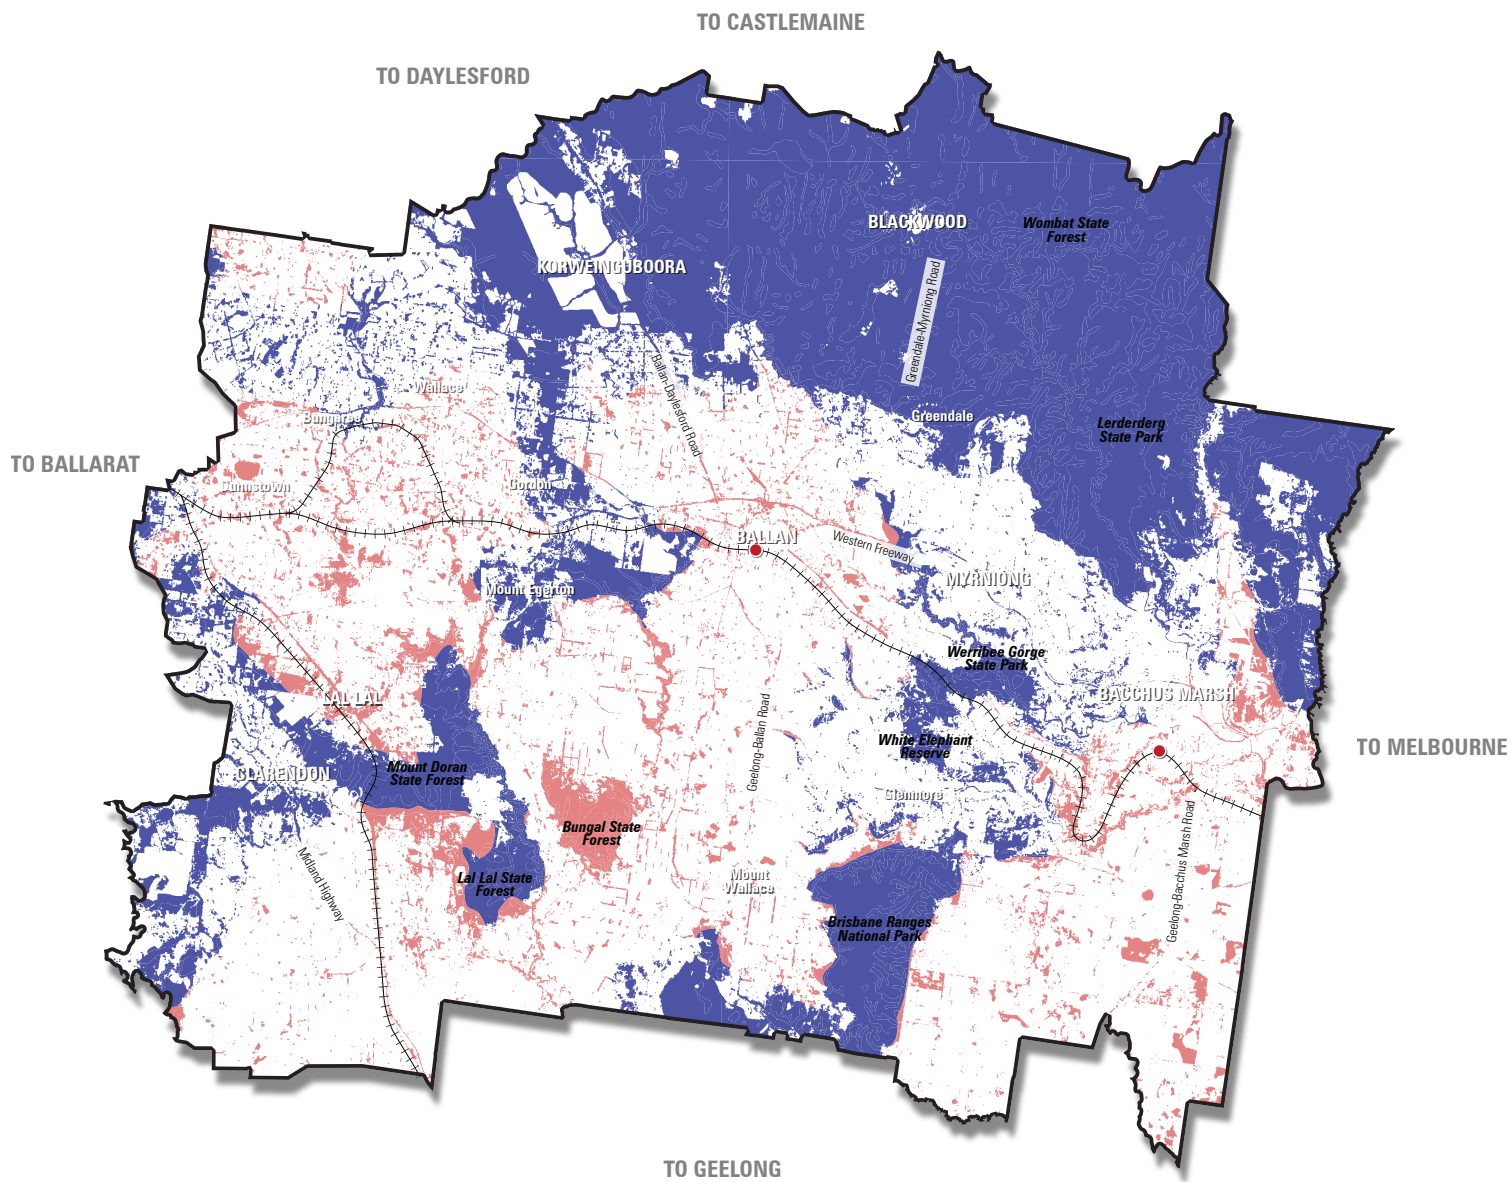 TO CASTLEMAINE
TO DAYLESFORD
BLACKWOOD
Wombat State
Forest
KORWEINGUBOORA
Greendale-Myrniong Road
Ballan-Daylesford Road
Wallace
Bungaree
Greendale
Lerderderg
State Park
TO BALLARAT
Dunnstown
Gordon
BALLAN
Western Freeway
MYRNIONG
Mount Egerton
Werribee Gorge
State Park
LAL LAL
BACCHUS MARSH
Geelong-Ballan Road
White Elephant
Reserve
TO MELBOURNE
CLARENDON
Mount Doran
State Forest
Glenmore
Bungal State
Forest
Midland Highway
Lal Lal State
Forest
Mount
Wallace
Geelong-Bacchus Marsh Road
Brisbane Ranges
National Park
TO GEELONG